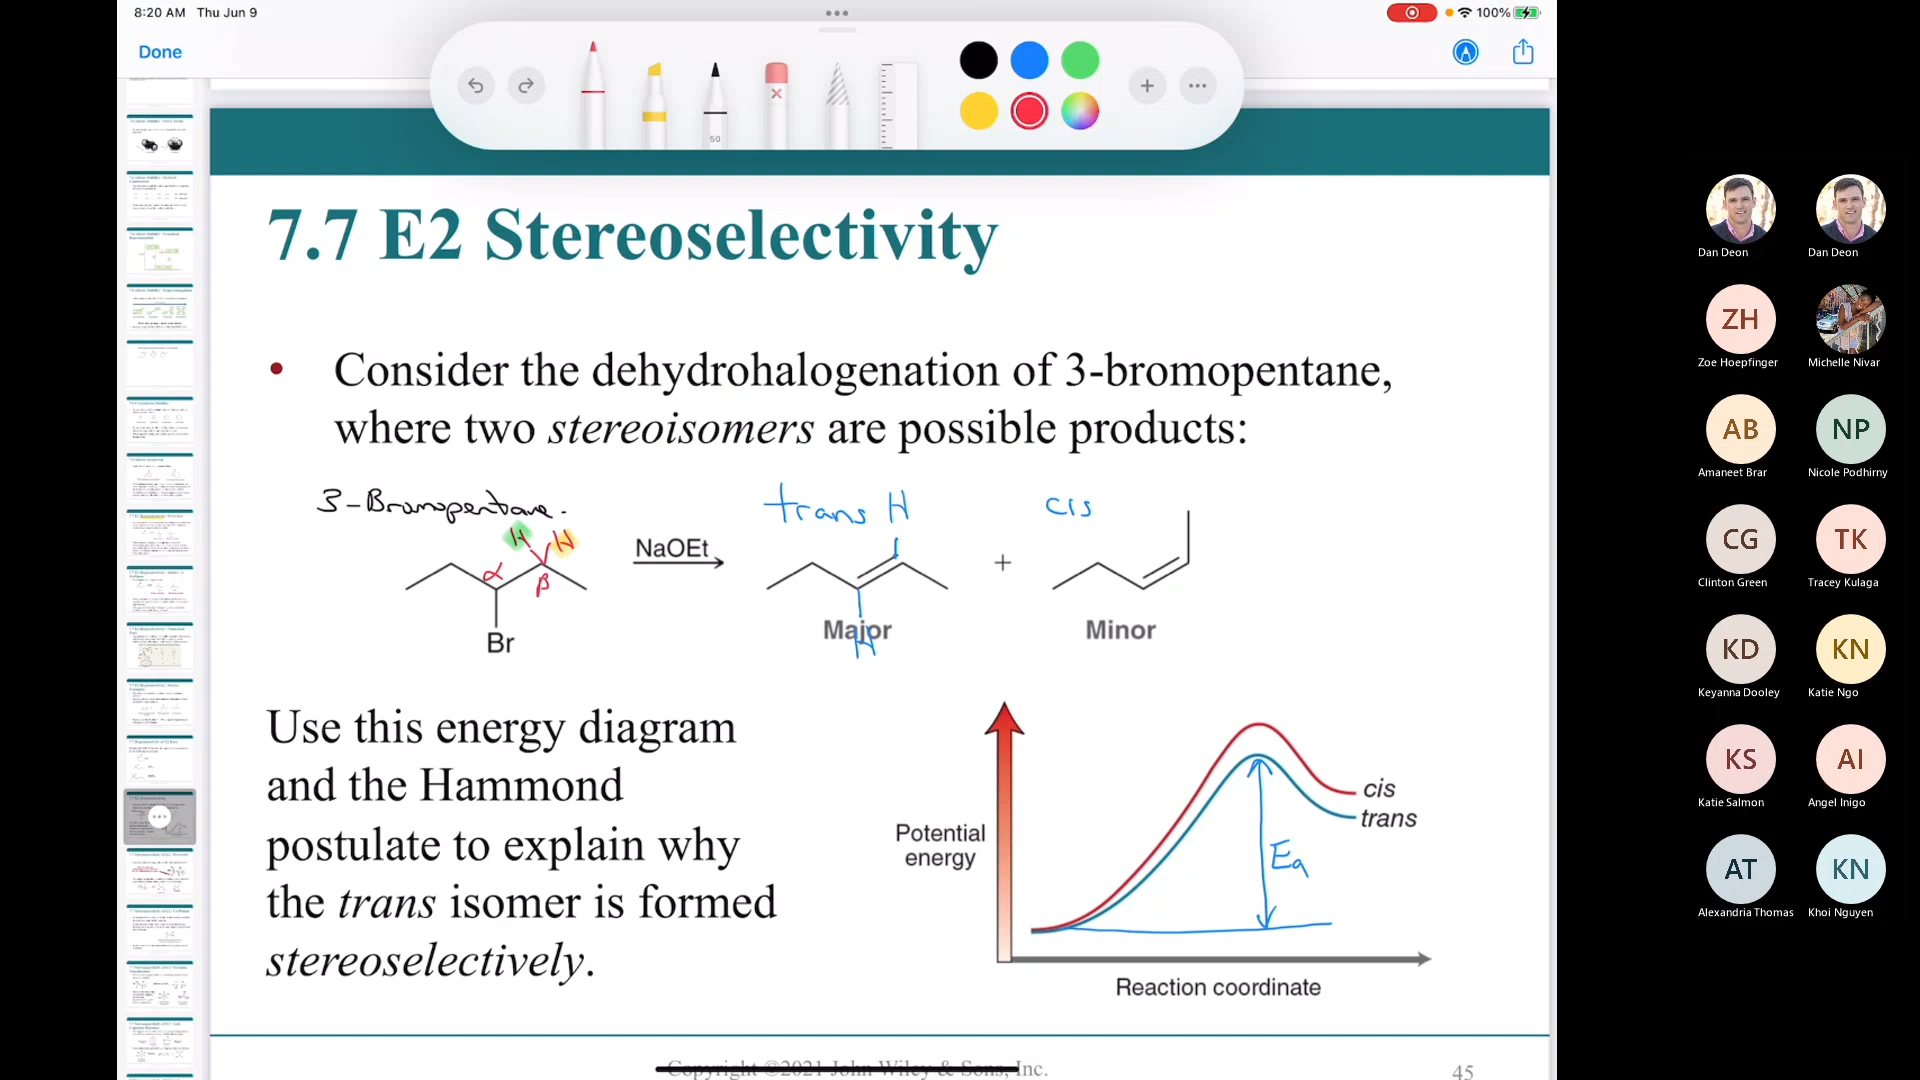 8:20 AM Thu Jun 9
100%
Done
50
7.7 E2 Stereoselectivity
• Consider the dehydrohalogenation of 3-bromopentane,
where two stereoisomers are possible products:
3-Bromopentane.
trans H
cis
H H
α
β
NaOEt
+
Br
Major
H
Minor
Use this energy diagram
and the Hammond
postulate to explain why
the trans isomer is formed
stereoselectively.
Potential
energy
cis
trans
Ea
Reaction coordinate
Copyright ©2021 John Wiley & Sons, Inc.
45
Dan Deon
Dan Deon
ZH
Zoe Hoepfinger
Michelle Nivar
AB
Amaneet Brar
NP
Nicole Podhirny
CG
Clinton Green
TK
Tracey Kulaga
KD
Keyanna Dooley
KN
Katie Ngo
KS
Katie Salmon
AI
Angel Inigo
AT
Alexandria Thomas
KN
Khoi Nguyen